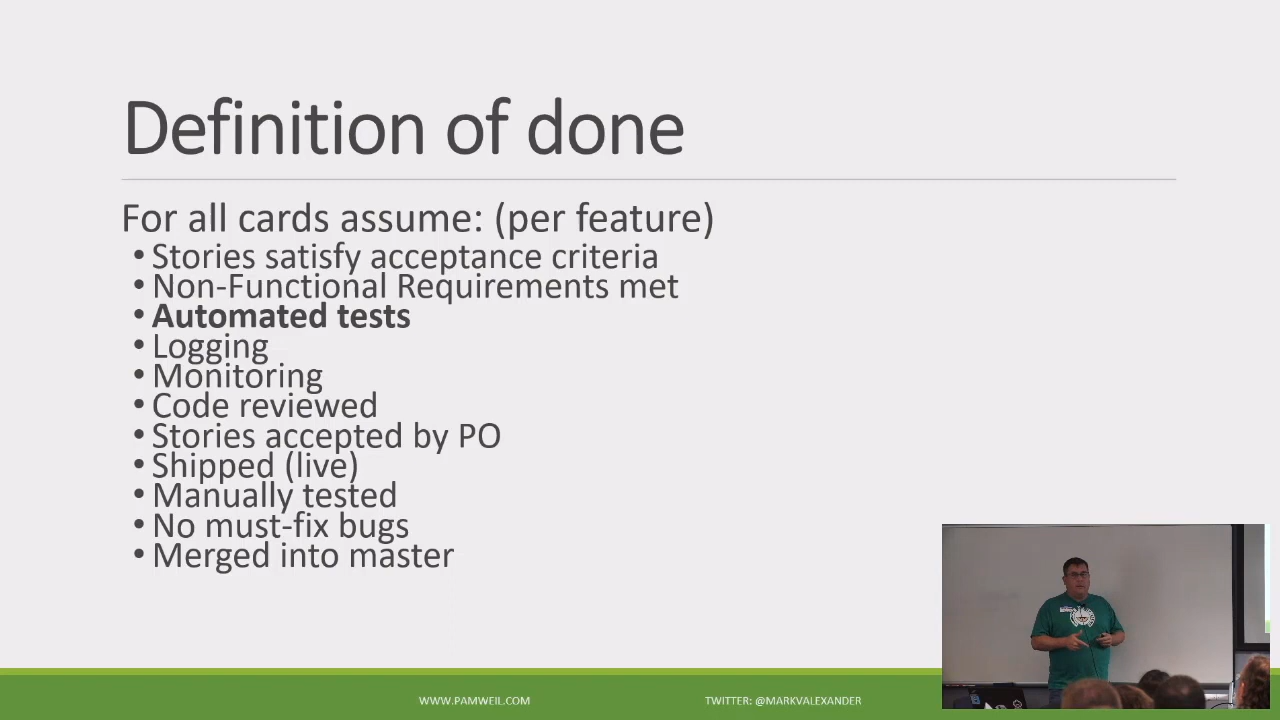 Definition of done
For all cards assume: (per feature)
• Stories satisfy acceptance criteria
• Non-Functional Requirements met
• Automated tests
• Logging
• Monitoring
• Code reviewed
• Stories accepted by PO
• Shipped (live)
• Manually tested
• No must-fix bugs
• Merged into master
WWW.PAMWEIL.COM
TWITTER: @MARKVALEXANDER